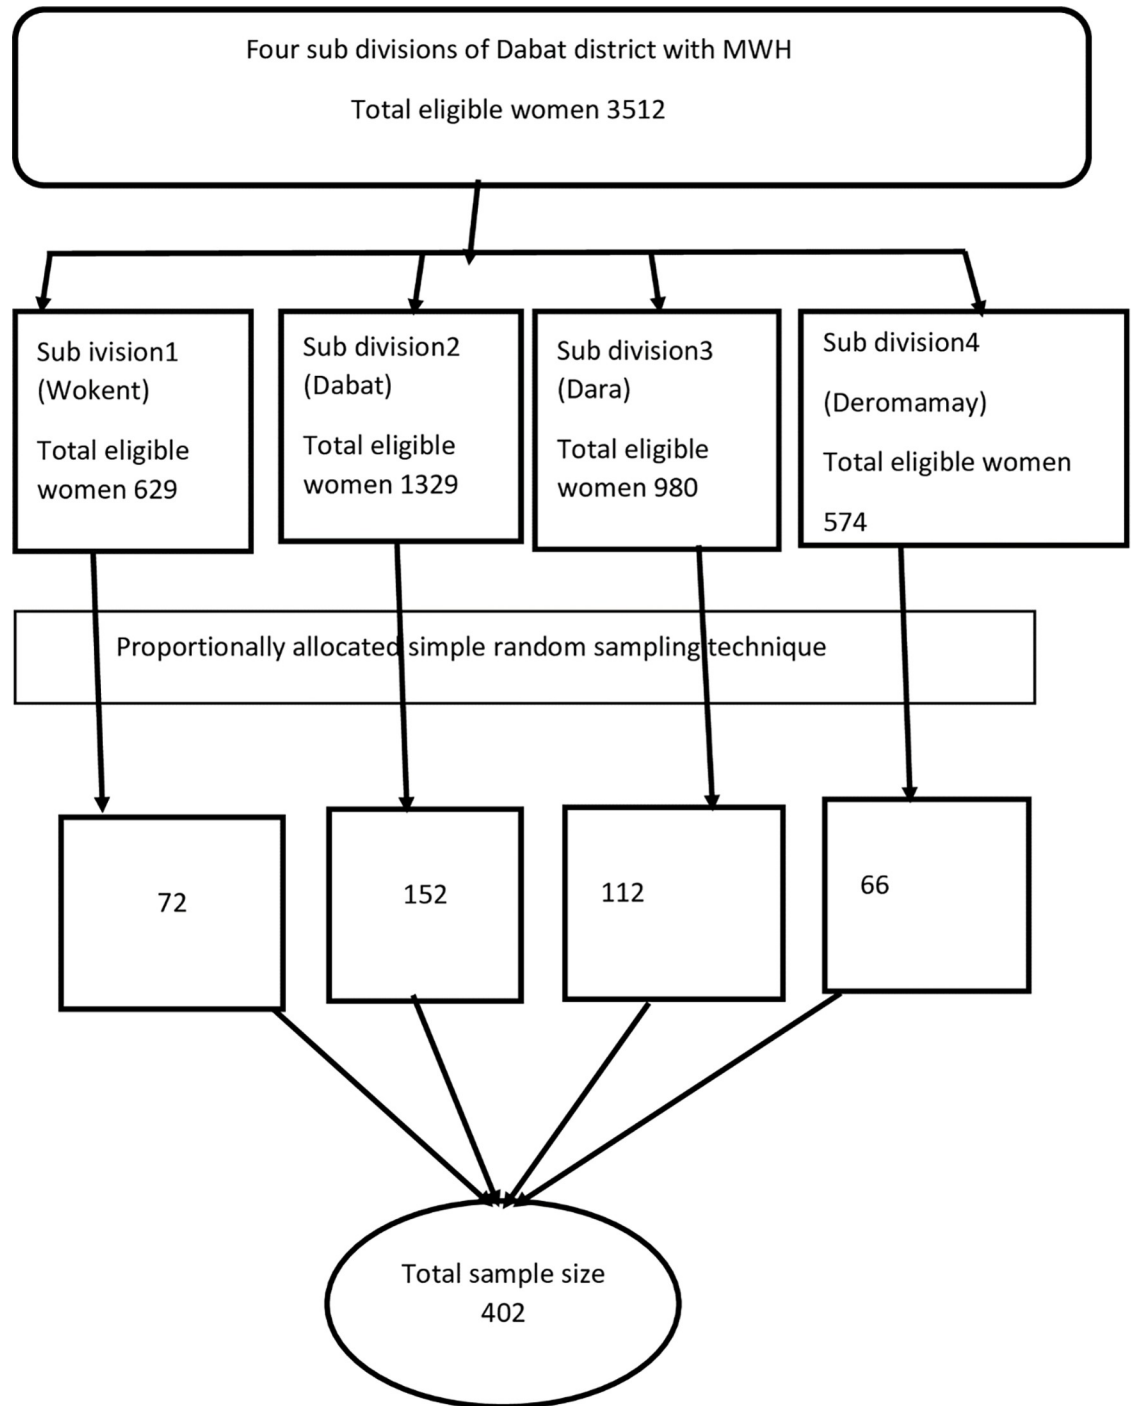 Four sub divisions of Dabat district with MWH
Total eligible women 3512
Sub ivision1
(Wokent)
Total eligible
women 629
Sub division2
(Dabat)
Total eligible
women 1329
Sub division3
(Dara)
Total eligible
women 980
Sub division4
(Deromamay)
Total eligible women
574
Proportionally allocated simple random sampling technique
72
152
112
66
Total sample size
402